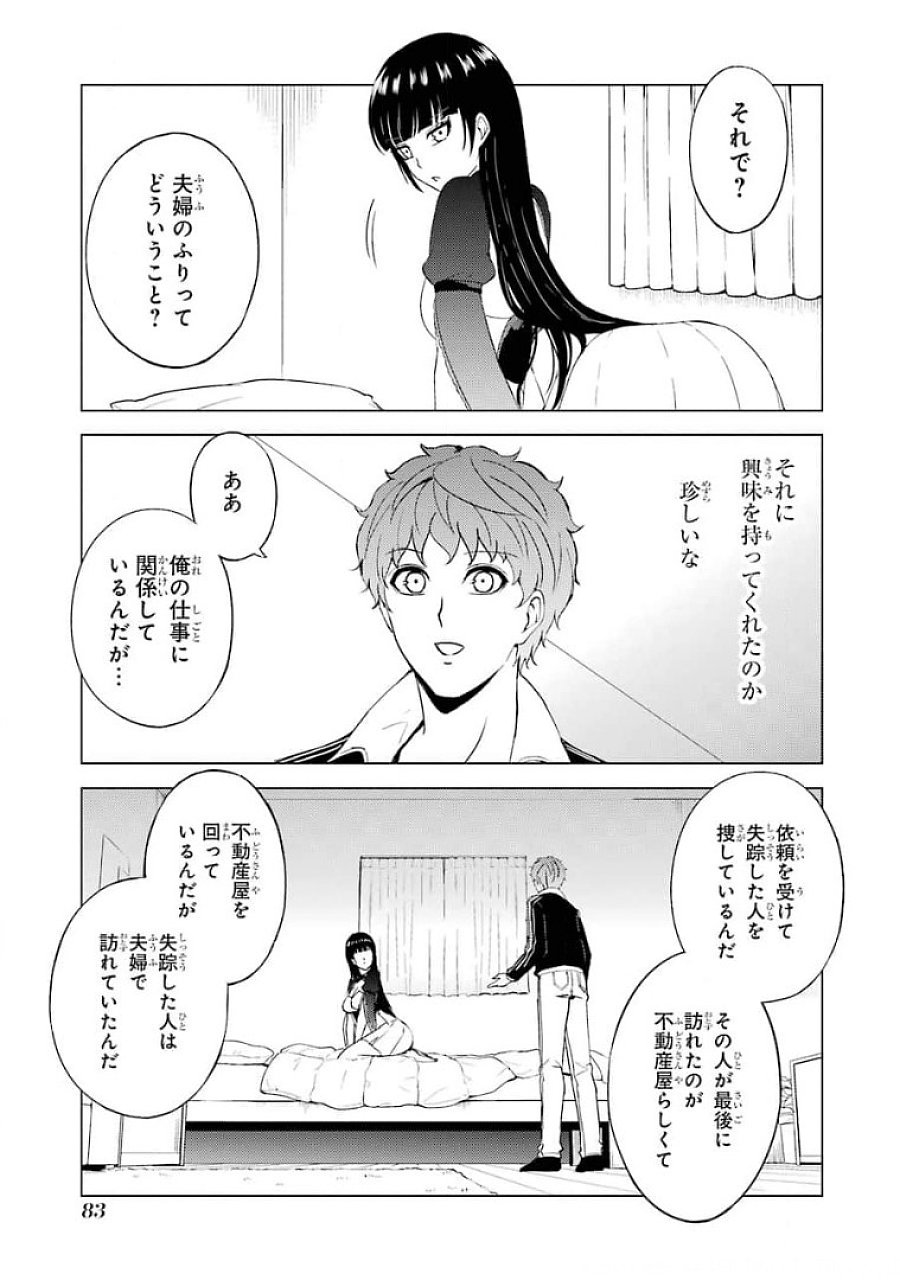 それで?
夫婦のふりって
どういうこと?
それに
興味を持ってくれたのか
珍しいな
ああ
俺の仕事に
関係して
いるんだが…
依頼を受けて
失踪した人を
捜しているんだ
その人が最後に
訪れたのが
不動産屋らしくて
不動産屋を
回って
いるんだが
失踪した人は
夫婦で
訪れていたんだ
83